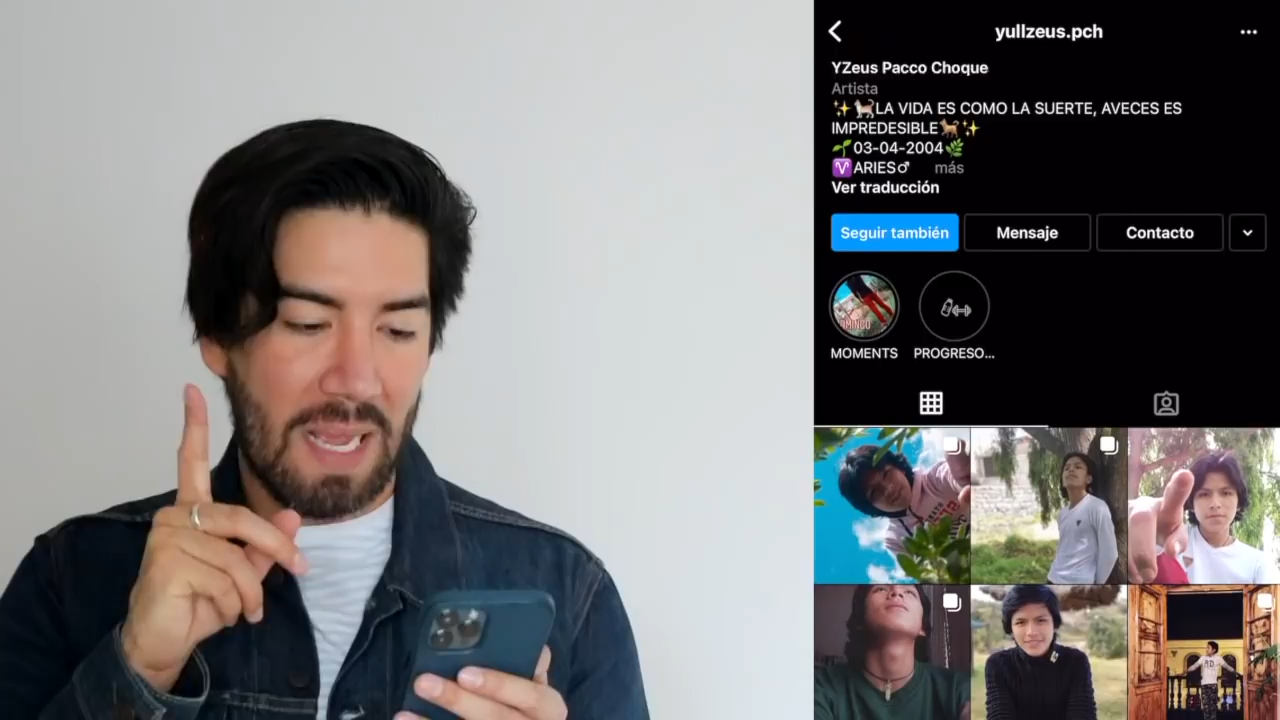 yullzeus.pch
YZeus Pacco Choque
Artista
✨🐕LA VIDA ES COMO LA SUERTE, AVECES ES
IMPREDESIBLE🐕✨
🌱03-04-2004🌿
♈ARIES♂ más
Ver traducción
Seguir también
Mensaje
Contacto
MOMENTS
PROGRESO...